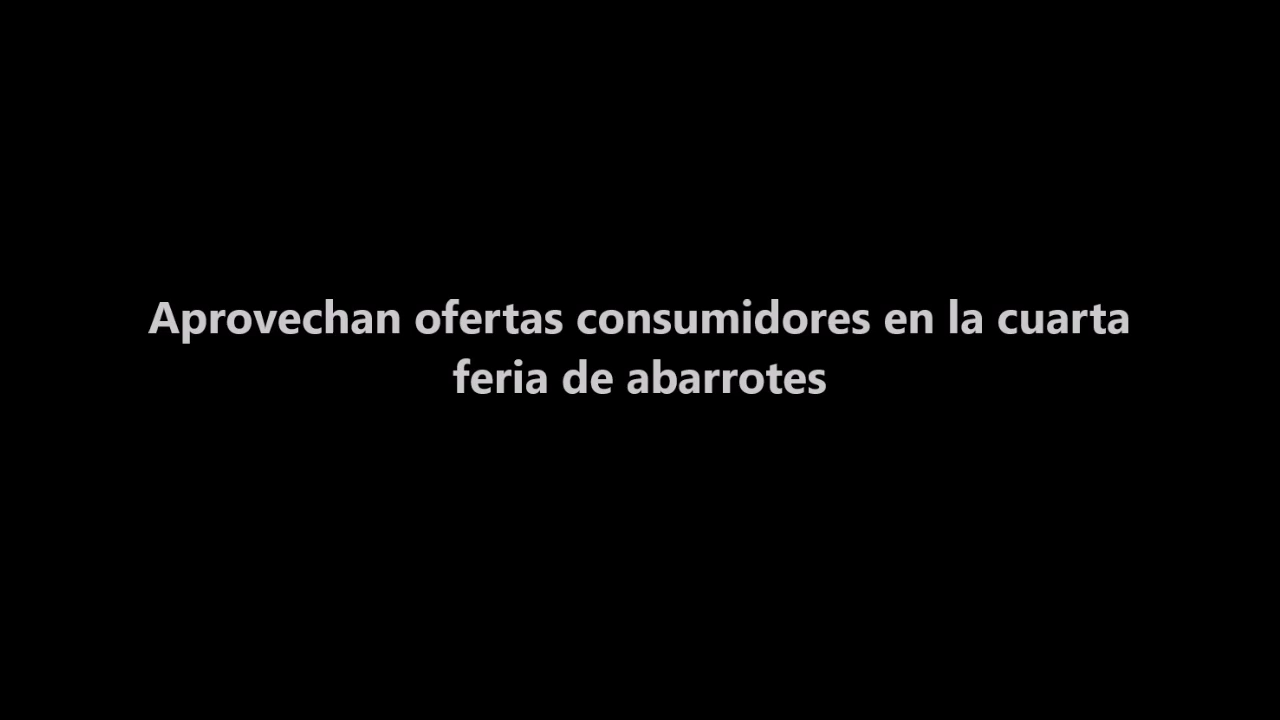 Aprovechan ofertas consumidores en la cuarta
feria de abarrotes